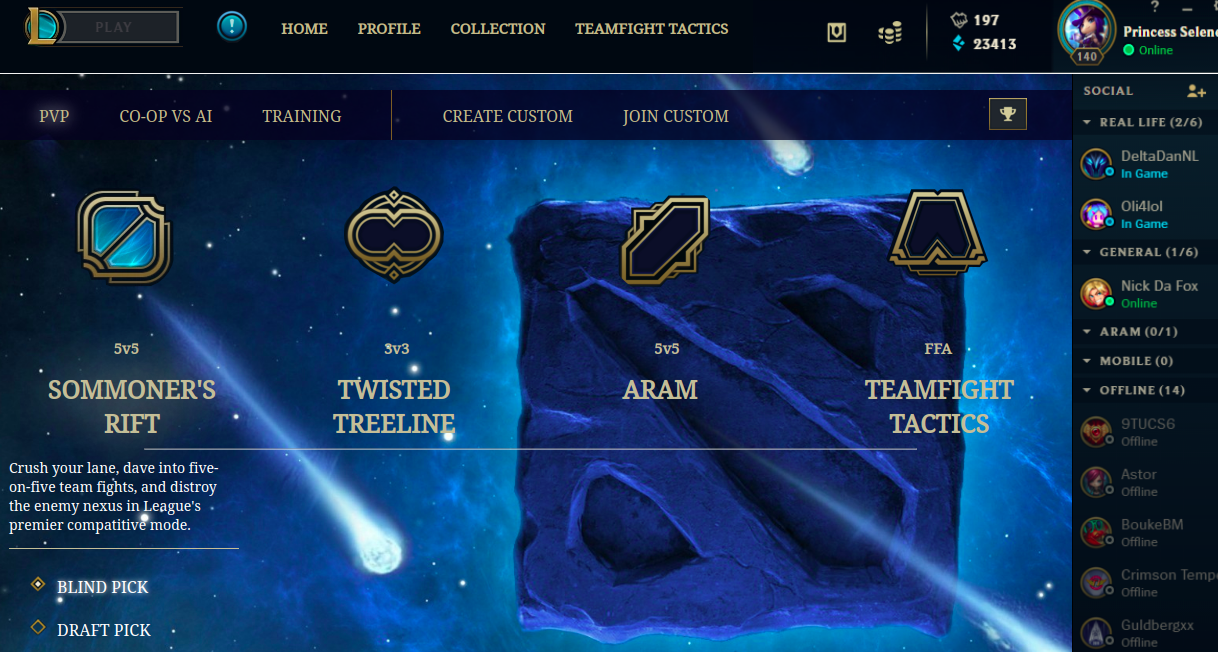 PLAY
!
HOME PROFILE COLLECTION TEAMFIGHT TACTICS
197
23413
?
140
Princess Selene
Online
PVP CO-OP VS AI TRAINING CREATE CUSTOM JOIN CUSTOM
SOCIAL
REAL LIFE (2/6)
DeltaDanNL
In Game
Oli4lol
In Game
GENERAL (1/6)
Nick Da Fox
Online
ARAM (0/1)
MOBILE (0)
OFFLINE (14)
9TUCS6
Offline
Astor
Offline
BoukeBM
Offline
Crimson Tempe
Offline
Guldbergxx
Offline
5v5
SOMMONER'S
RIFT
3v3
TWISTED
TREELINE
5v5
ARAM
FFA
TEAMFIGHT
TACTICS
Crush your lane, dave into five-
on-five team fights, and distroy
the enemy nexus in League's
premier compatitive mode.
BLIND PICK
DRAFT PICK